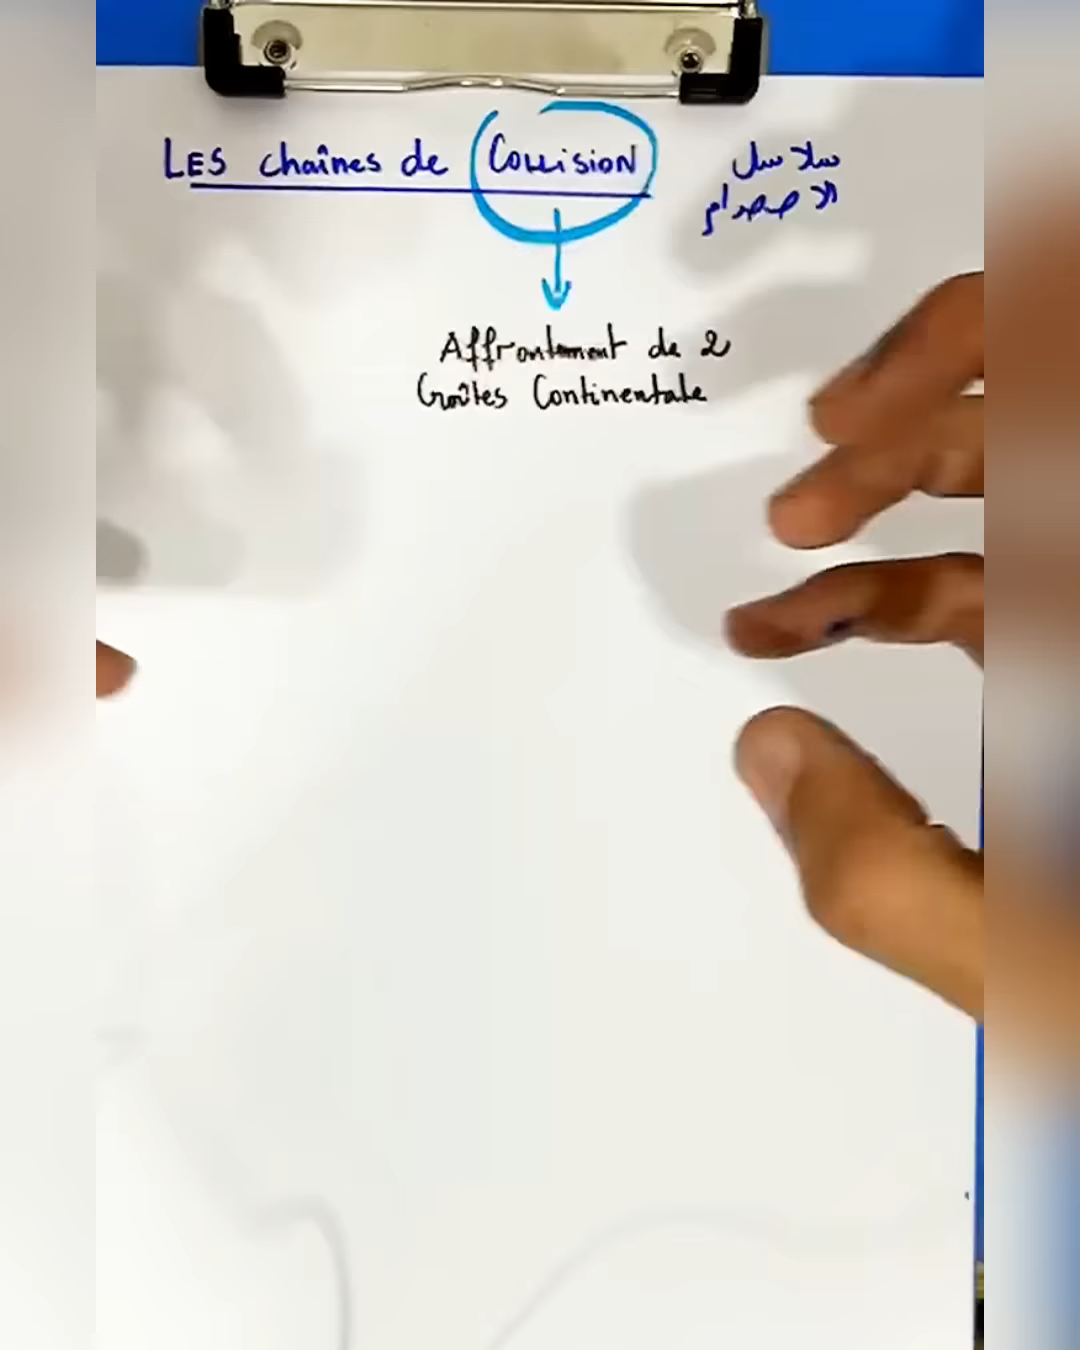 LES chaînes de Collision
سلاسل
الاصطدام
Affrontement de 2
Croûtes Continentale